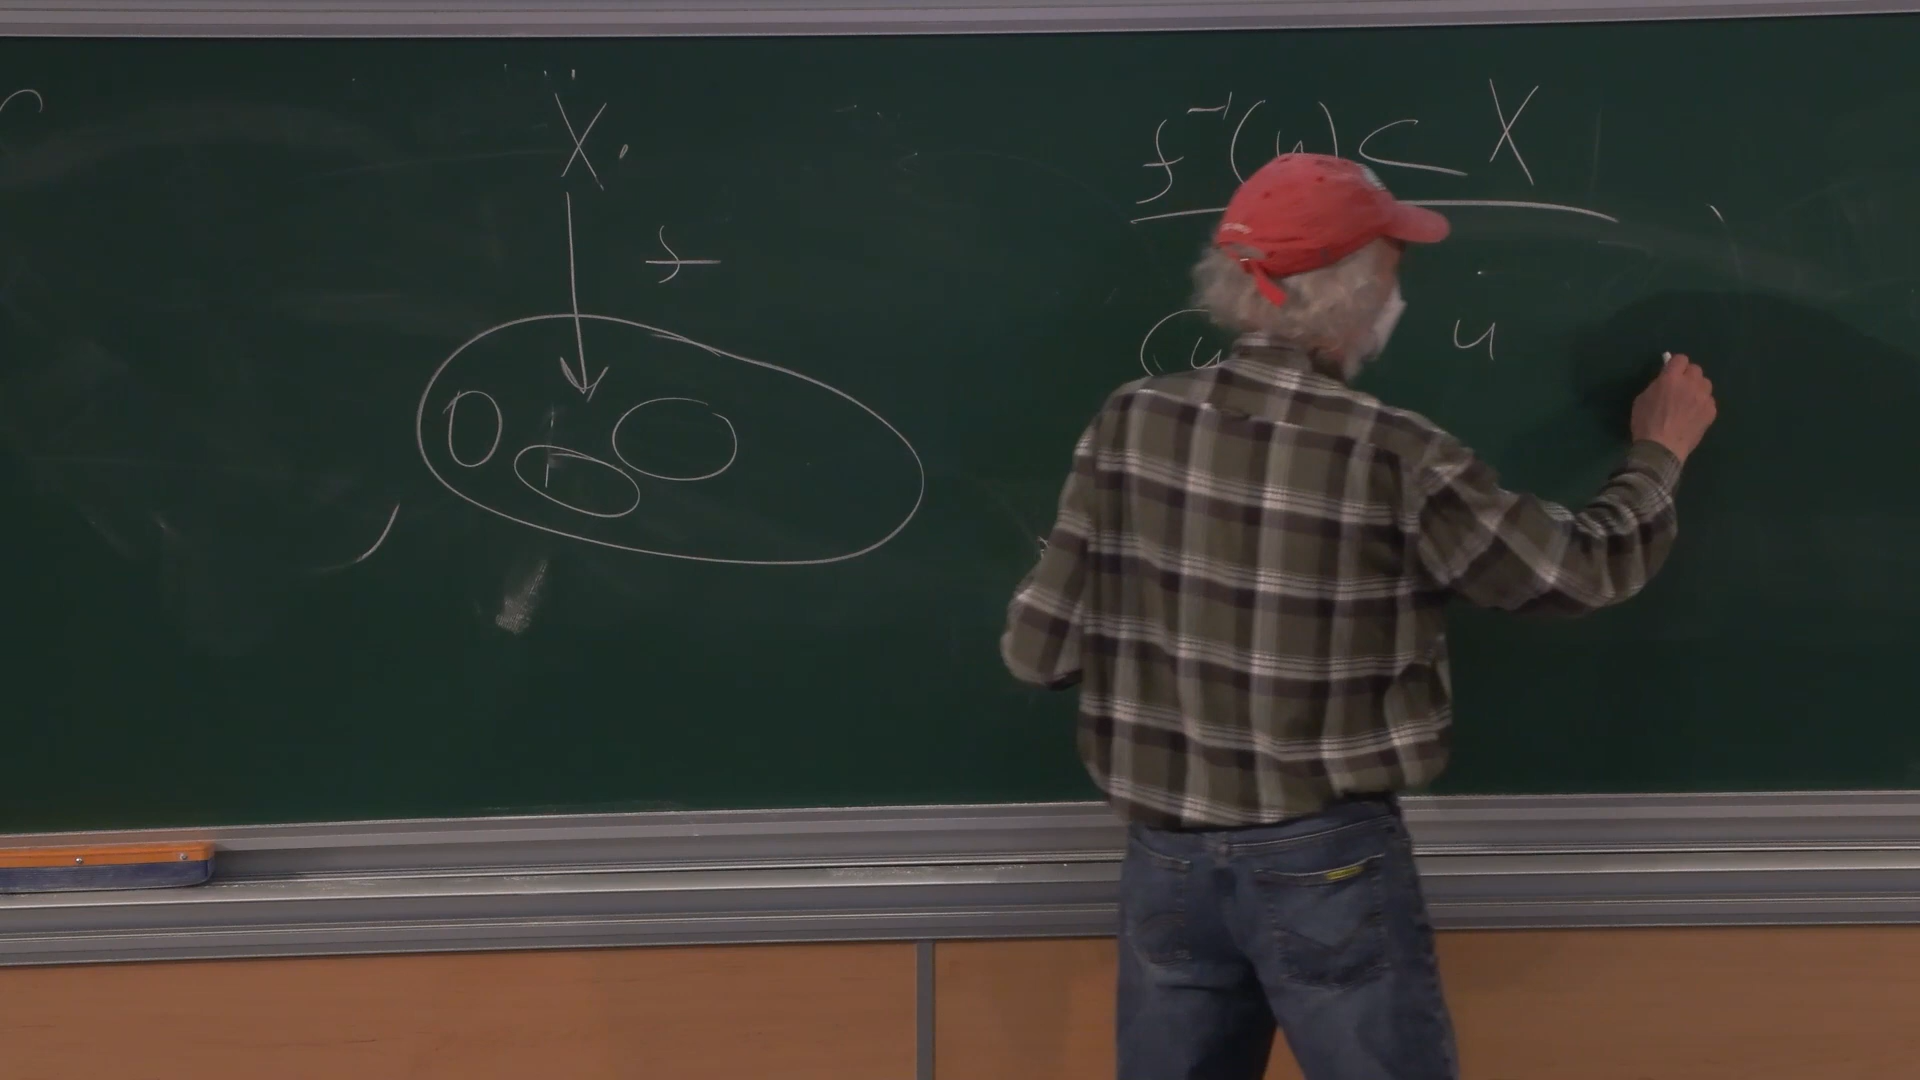 X
f
f⁻¹(u) ⊂ X
(u
u